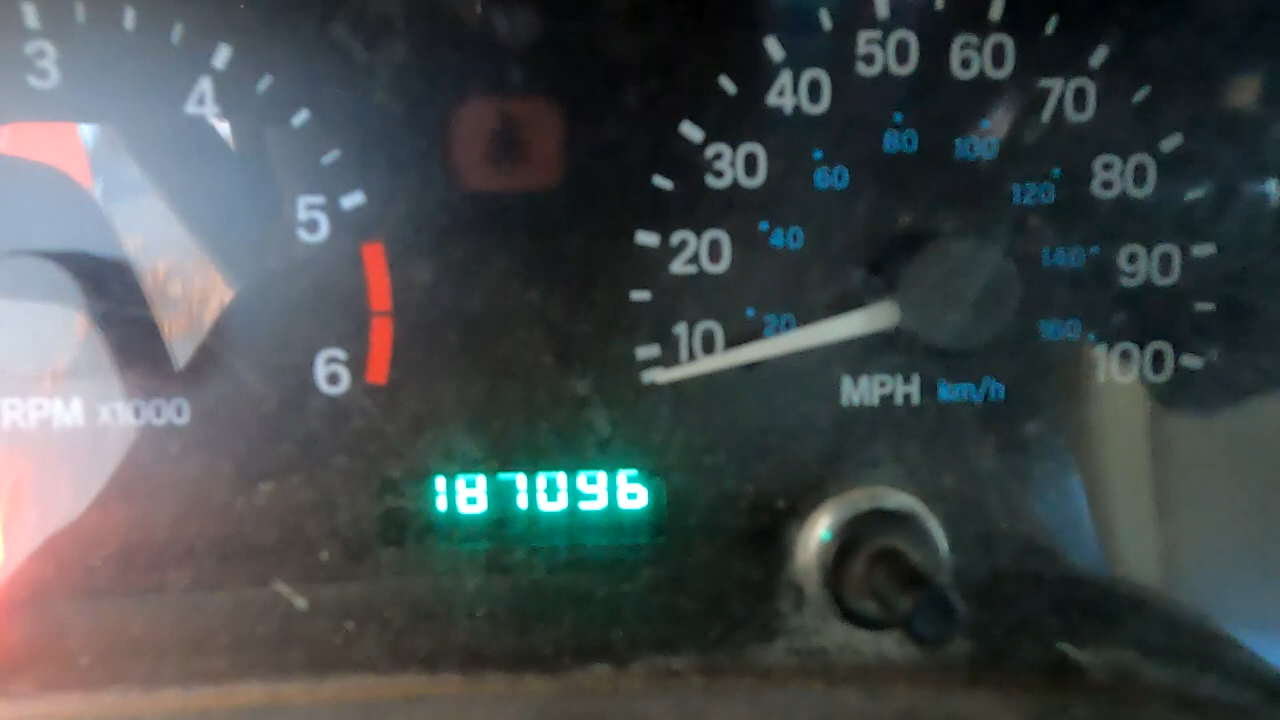 3 4 5 6
RPM X1000
10 20 30 40 50 60 70 80 90 100
20 40 60 80 100 120 140 160
MPH km/h
187096